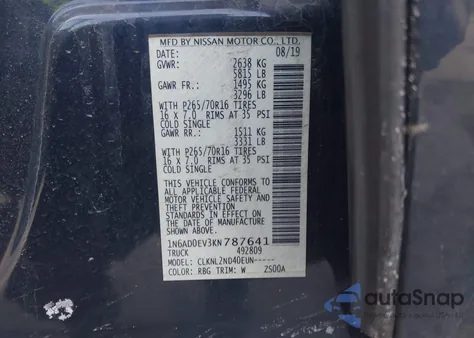 MFD BY NISSAN MOTOR CO., LTD.
DATE: 08/19
GVWR: 2638 KG
5815 LB
GAWR FR.: 1495 KG
3296 LB
WITH P265/70R16 TIRES
16 X 7.0 RIMS AT 35 PSI
COLD SINGLE
GAWR RR.: 1511 KG
3331 LB
WITH P265/70R16 TIRES
16 X 7.0 RIMS AT 35 PSI
COLD SINGLE
THIS VEHICLE CONFORMS TO
ALL APPLICABLE FEDERAL
MOTOR VEHICLE SAFETY
AND THEFT PREVENTION
STANDARDS IN EFFECT ON
THE DATE OF MANUFACTURE
SHOWN ABOVE.
1N6AD0EV3KN787641
TRUCK 492809
MODEL: CLKNLZND40EUN-----
COLOR: RBG TRIM: W ZS00A
autoSnap
WE SHOW HISTORY